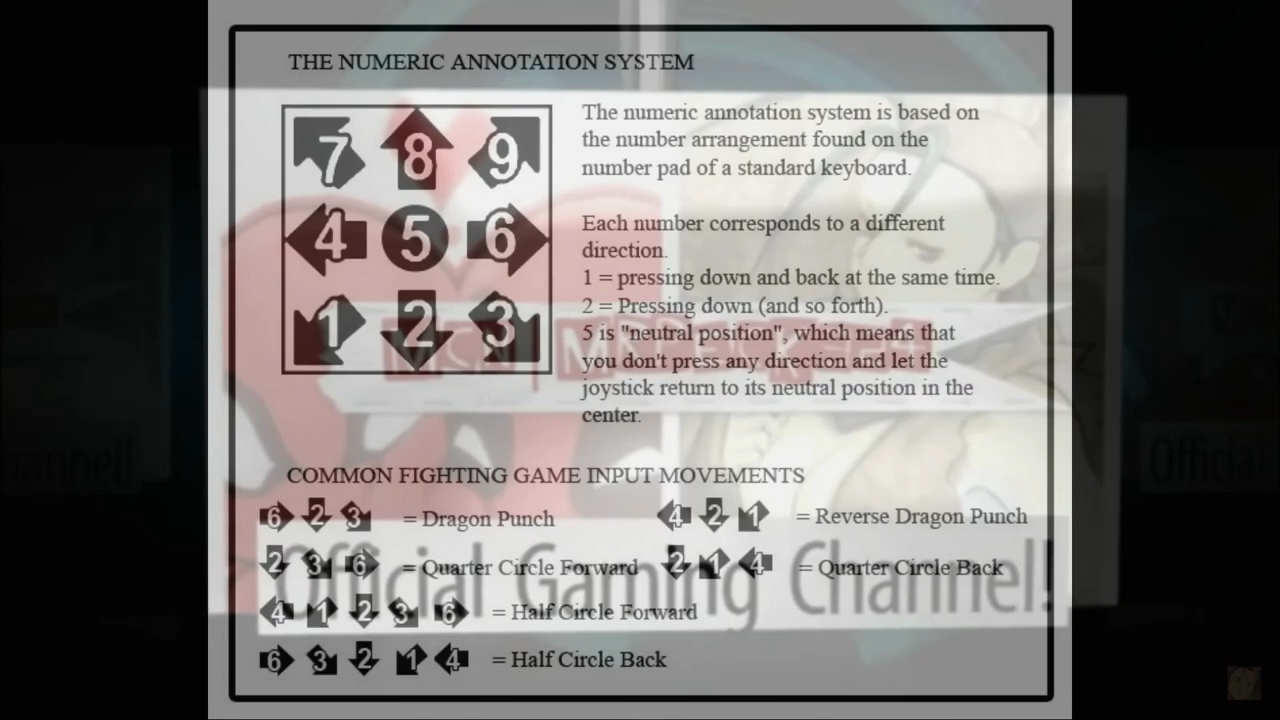 THE NUMERIC ANNOTATION SYSTEM
7 8 9
4 5 6
1 2 3
The numeric annotation system is based on
the number arrangement found on the
number pad of a standard keyboard.
Each number corresponds to a different
direction.
1 = pressing down and back at the same time.
2 = Pressing down (and so forth).
5 is "neutral position", which means that
you don't press any direction and let the
joystick return to its neutral position in the
center.
COMMON FIGHTING GAME INPUT MOVEMENTS
6 2 3 = Dragon Punch
4 2 1 = Reverse Dragon Punch
2 3 6 = Quarter Circle Forward
2 1 4 = Quarter Circle Back
4 1 2 3 6 = Half Circle Forward
6 3 2 1 4 = Half Circle Back
Official Gaming Channel!
annel!
Official